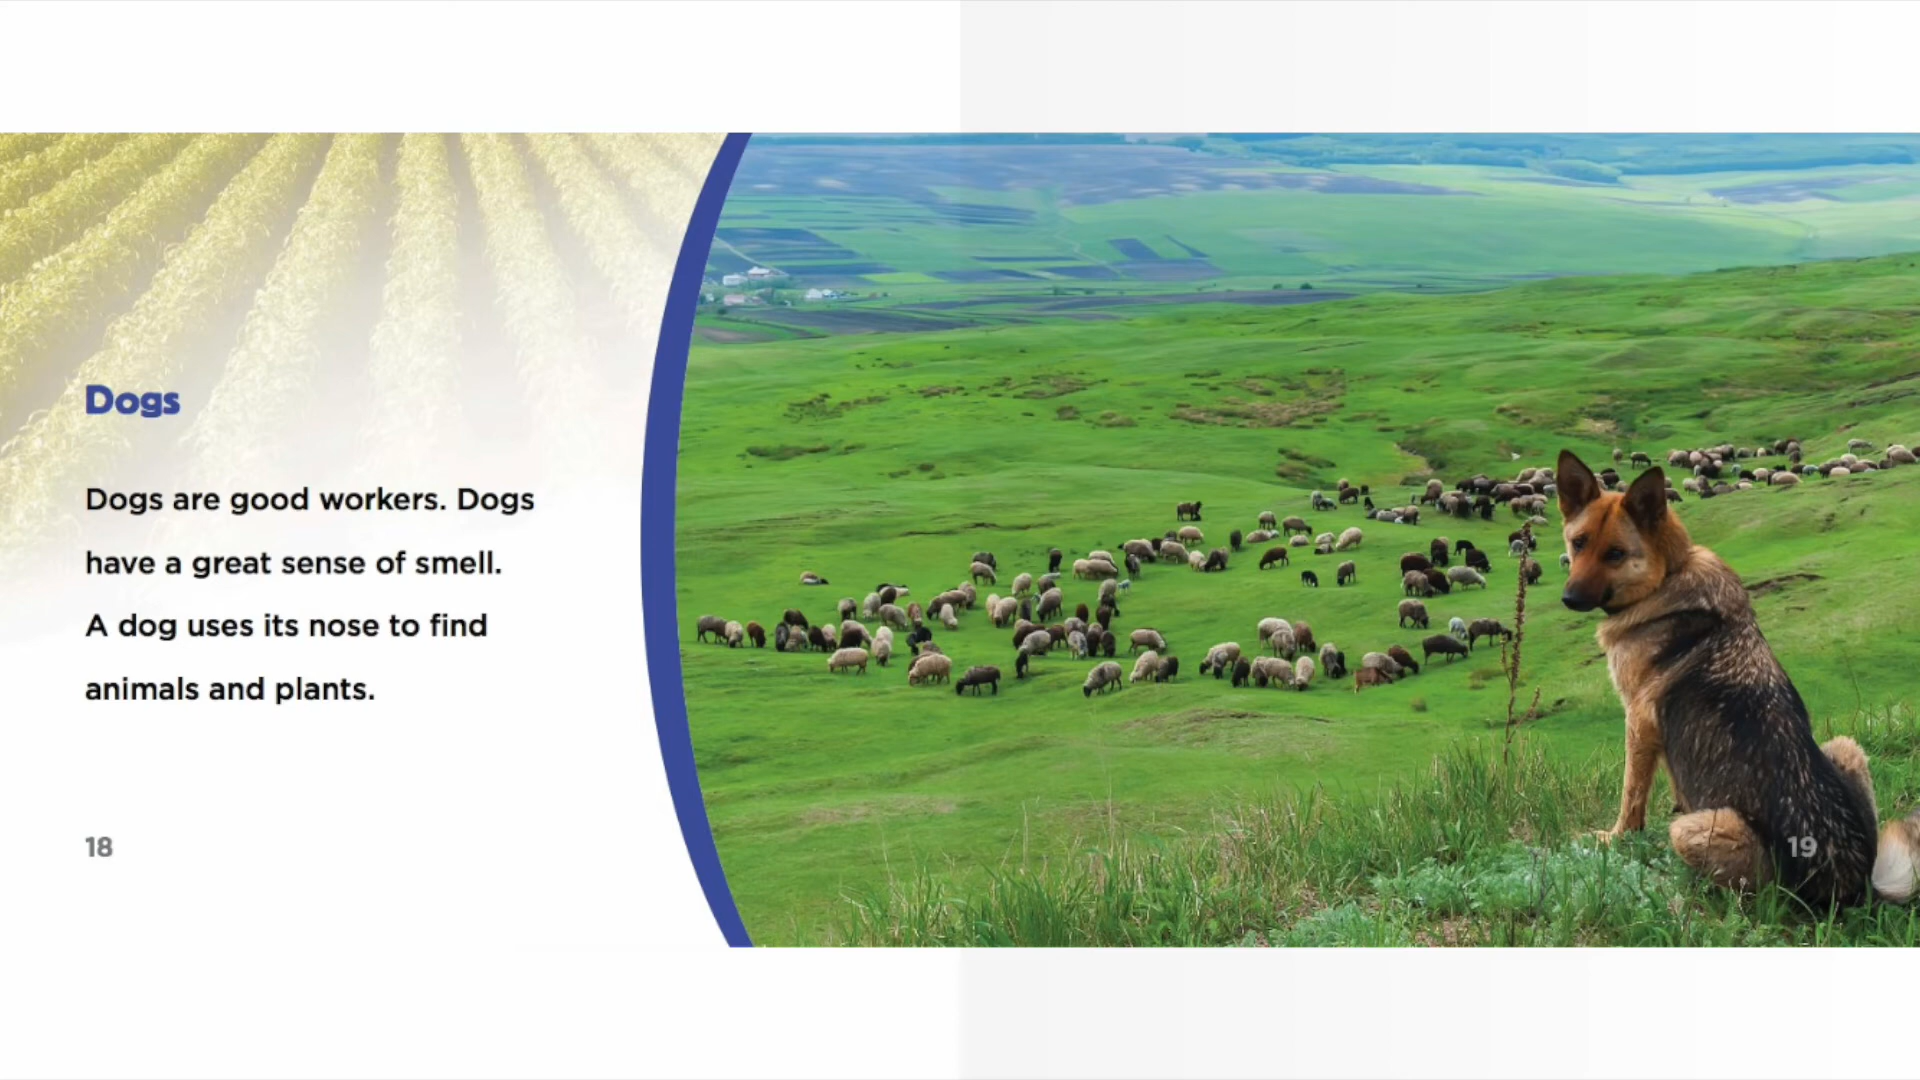 Dogs
Dogs are good workers. Dogs
have a great sense of smell.
A dog uses its nose to find
animals and plants.
18
19